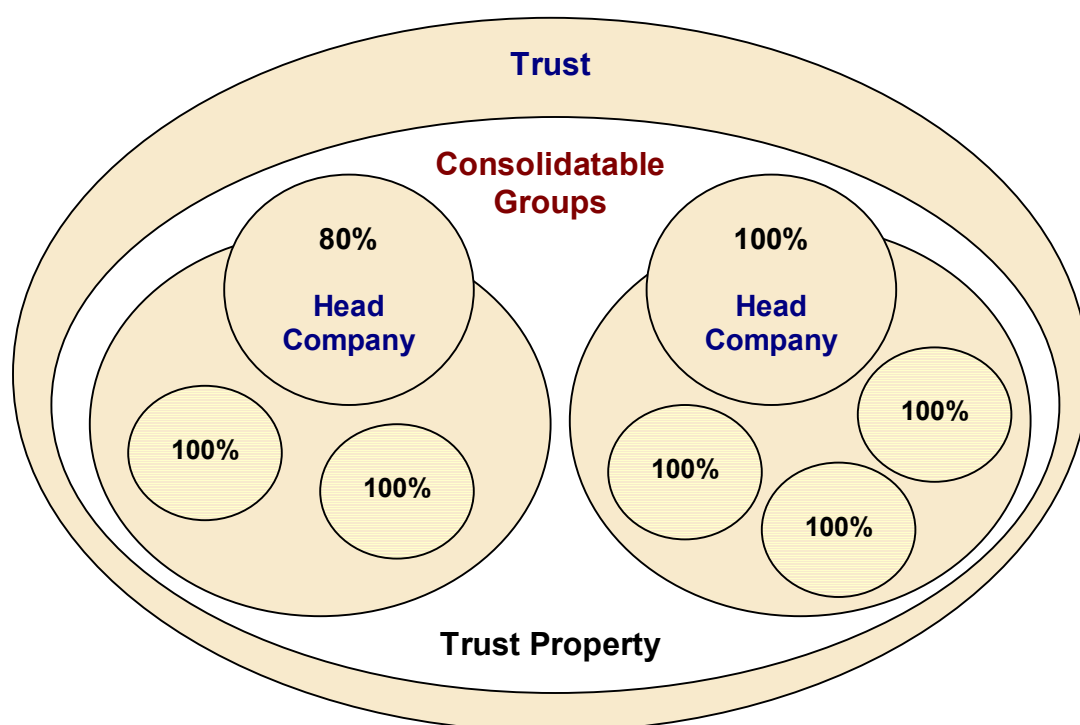 Trust
Consolidatable
Groups
80%
Head
Company
100%
100%
100%
Head
Company
100%
100%
100%
Trust Property